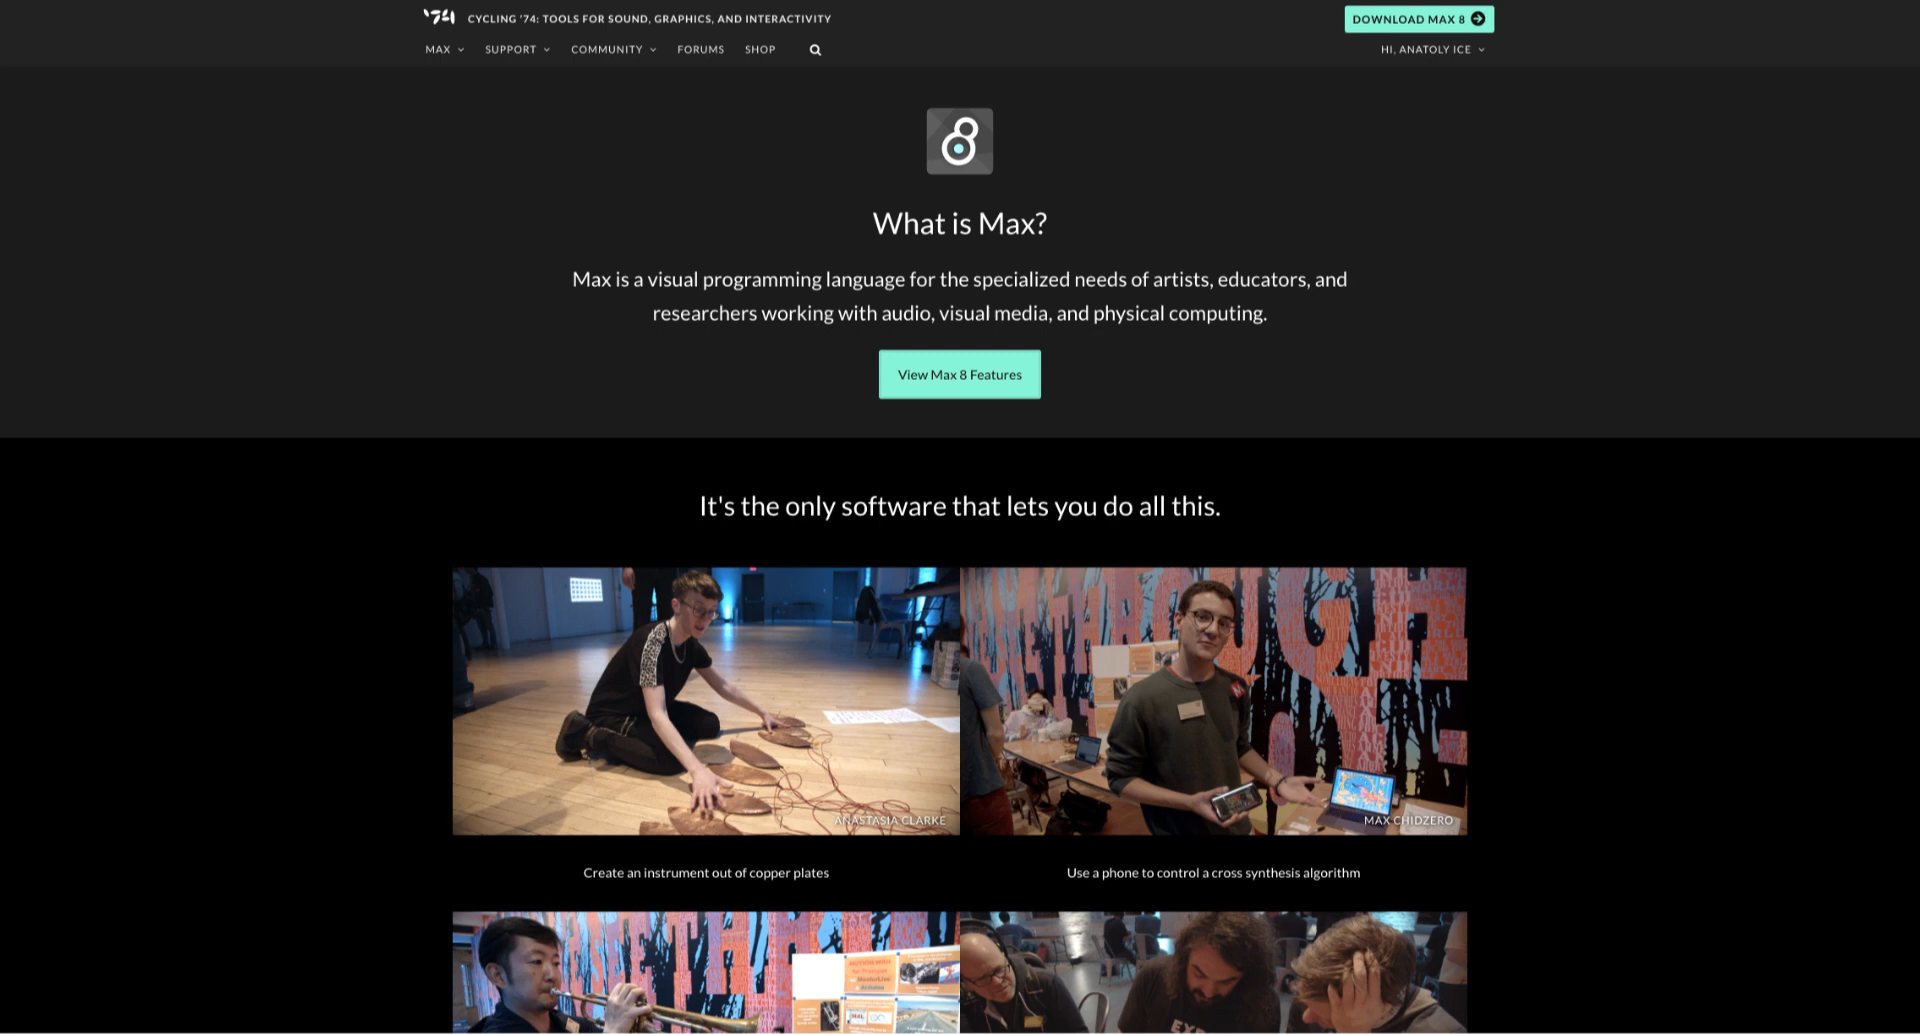 '74 CYCLING '74: TOOLS FOR SOUND, GRAPHICS, AND INTERACTIVITY
DOWNLOAD MAX 8
MAX SUPPORT COMMUNITY FORUMS SHOP
HI, ANATOLY ICE
8
What is Max?
Max is a visual programming language for the specialized needs of artists, educators, and
researchers working with audio, visual media, and physical computing.
View Max 8 Features
It's the only software that lets you do all this.
ANASTASIA CLARKE
MAX CHIDZERO
Create an instrument out of copper plates
Use a phone to control a cross synthesis algorithm